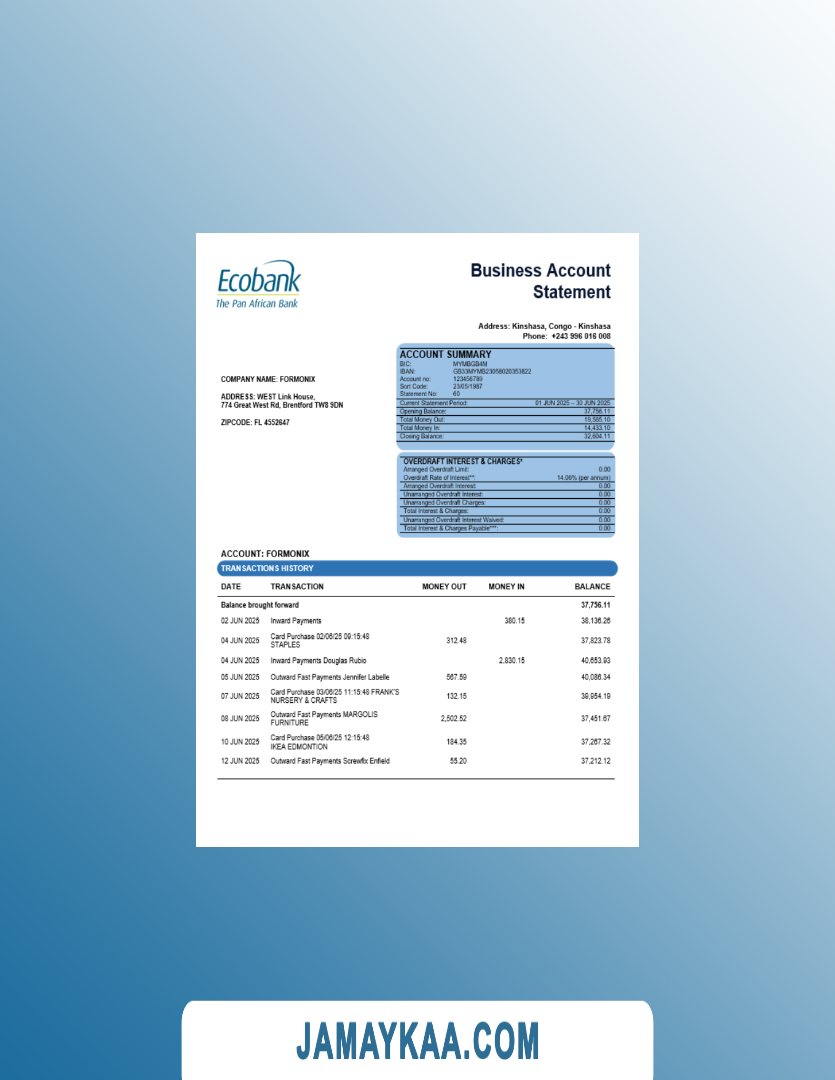 Ecobank
The Pan African Bank
Business Account
Statement
Address: Kinshasa, Congo - Kinshasa
Phone: +243 996 016 008
COMPANY NAME: FORMONIX
ADDRESS: WEST Link House,
774 Great West Rd, Brentford TW8 9DN
ZIPCODE: FL 4552647
ACCOUNT SUMMARY
BIC: MYMBGB4M
IBAN: GB33MYMB23058020353822
Account no: 123456789
Sort Code: 23/05/1987
Statement No: 60
Current Statement Period: 01 JUN 2025 – 30 JUN 2025
Opening Balance: 37,756.11
Total Money Out: 19,585.10
Total Money In: 14,433.10
Closing Balance: 32,604.11
OVERDRAFT INTEREST & CHARGES*
Arranged Overdraft Limit: 0.00
Overdraft Rate of Interest**: 14.06% (per annum)
Arranged Overdraft Interest: 0.00
Unarranged Overdraft Interest: 0.00
Unarranged Overdraft Charges: 0.00
Total Interest & Charges: 0.00
Unarranged Overdraft Interest Waived: 0.00
Total Interest & Charges Payable***: 0.00
ACCOUNT: FORMONIX
TRANSACTIONS HISTORY
DATE TRANSACTION MONEY OUT MONEY IN BALANCE
Balance brought forward 37,756.11
02 JUN 2025 Inward Payments 380.15 38,136.26
04 JUN 2025 Card Purchase 02/06/25 09:15:48 STAPLES 312.48 37,823.78
04 JUN 2025 Inward Payments Douglas Rubio 2,830.15 40,653.93
05 JUN 2025 Outward Fast Payments Jennifer Labelle 567.59 40,086.34
07 JUN 2025 Card Purchase 03/06/25 11:15:48 FRANK'S NURSERY & CRAFTS 132.15 39,954.19
08 JUN 2025 Outward Fast Payments MARGOLIS FURNITURE 2,502.52 37,451.67
10 JUN 2025 Card Purchase 05/06/25 12:15:48 IKEA EDMONTION 184.35 37,267.32
12 JUN 2025 Outward Fast Payments Screwfix Enfield 55.20 37,212.12
JAMAYKAA.COM